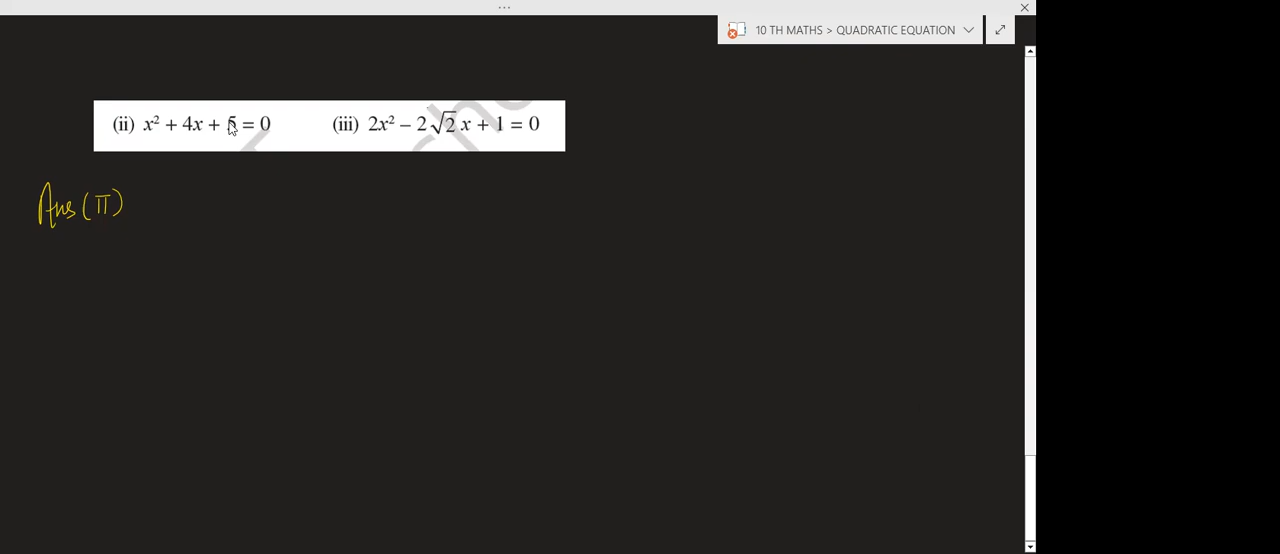 10 TH MATHS > QUADRATIC EQUATION
(ii) x² + 4x + 5 = 0 (iii) 2x² − 2√2 x + 1 = 0
Ans (II)